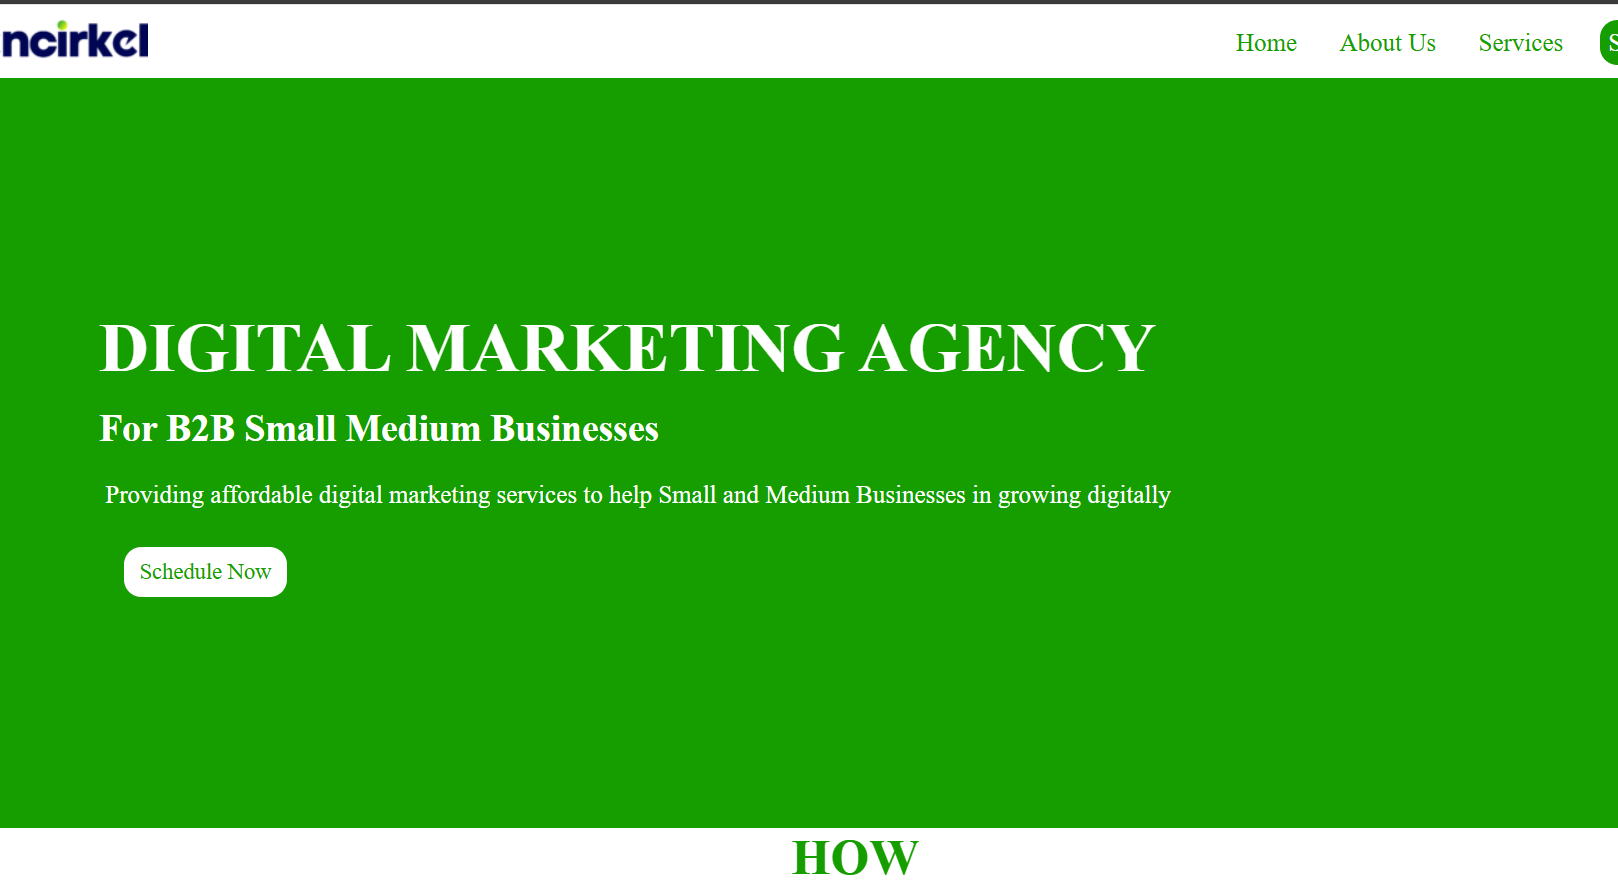 ncirkel
Home About Us Services S
DIGITAL MARKETING AGENCY
For B2B Small Medium Businesses
Providing affordable digital marketing services to help Small and Medium Businesses in growing digitally
Schedule Now
HOW